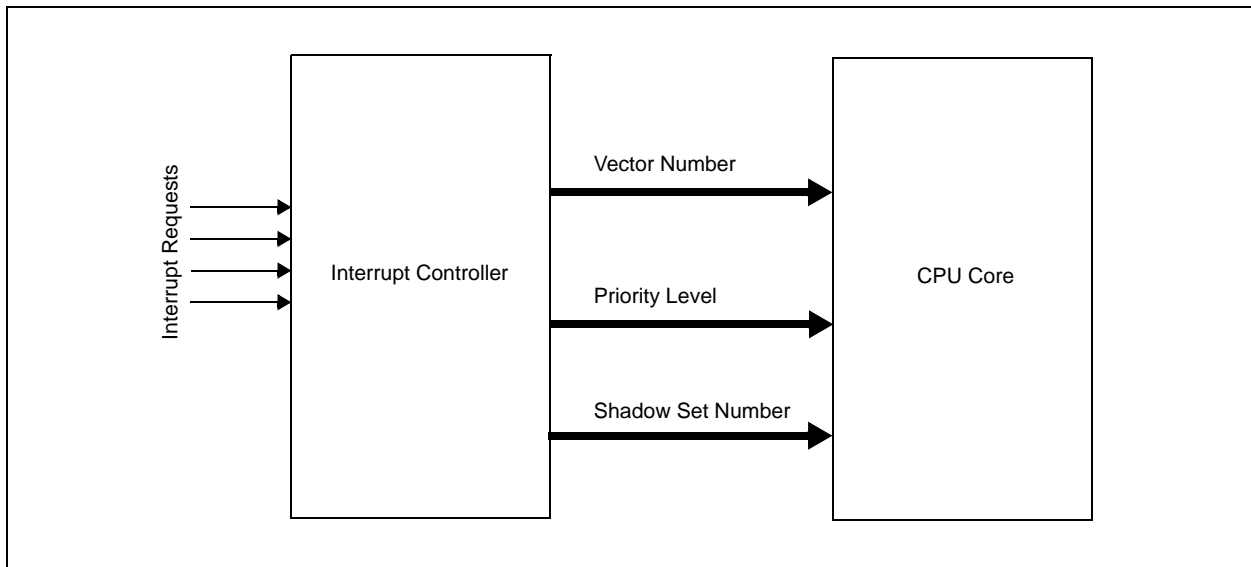 Interrupt Requests
Interrupt Controller
Vector Number
Priority Level
Shadow Set Number
CPU Core